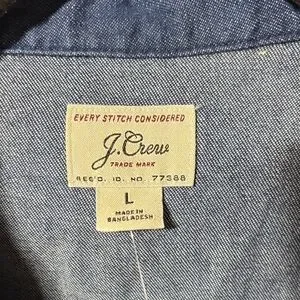 EVERY STITCH CONSIDERED
J.Crew
TRADE MARK
REG'D. ID. NO. 77388
L
MADE IN
BANGLADESH